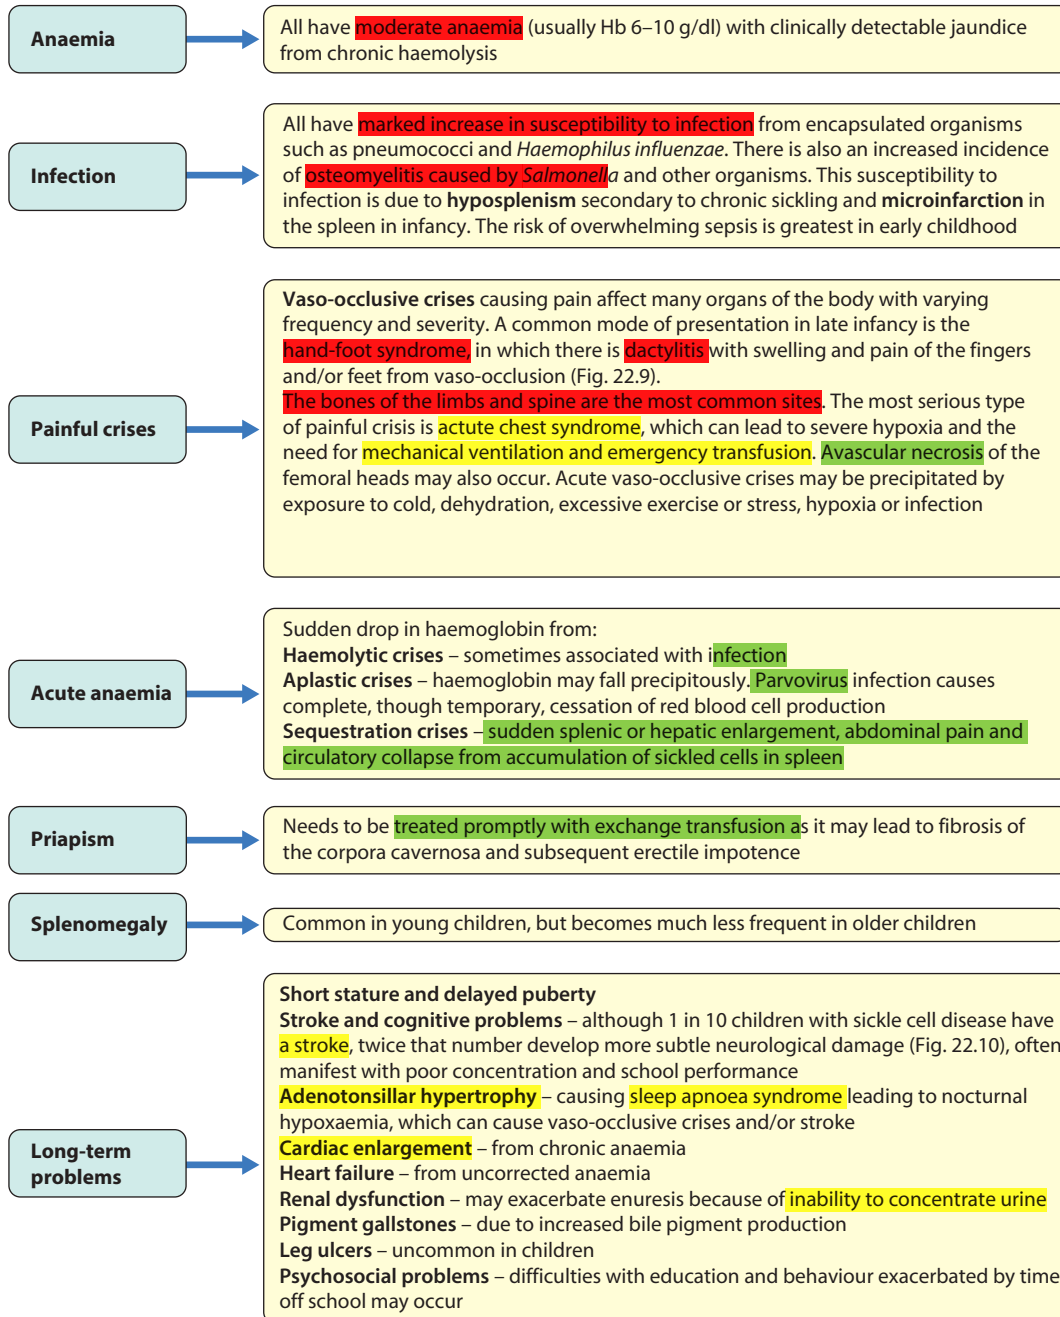 Anaemia
All have moderate anaemia (usually Hb 6–10 g/dl) with clinically detectable jaundice
from chronic haemolysis
Infection
All have marked increase in susceptibility to infection from encapsulated organisms
such as pneumococci and Haemophilus influenzae. There is also an increased incidence
of osteomyelitis caused by Salmonella and other organisms. This susceptibility to
infection is due to hyposplenism secondary to chronic sickling and microinfarction in
the spleen in infancy. The risk of overwhelming sepsis is greatest in early childhood
Painful crises
Vaso-occlusive crises causing pain affect many organs of the body with varying
frequency and severity. A common mode of presentation in late infancy is the
hand-foot syndrome, in which there is dactylitis with swelling and pain of the fingers
and/or feet from vaso-occlusion (Fig. 22.9).
The bones of the limbs and spine are the most common sites. The most serious type
of painful crisis is actute chest syndrome, which can lead to severe hypoxia and the
need for mechanical ventilation and emergency transfusion. Avascular necrosis of the
femoral heads may also occur. Acute vaso-occlusive crises may be precipitated by
exposure to cold, dehydration, excessive exercise or stress, hypoxia or infection
Acute anaemia
Sudden drop in haemoglobin from:
Haemolytic crises – sometimes associated with infection
Aplastic crises – haemoglobin may fall precipitously. Parvovirus infection causes
complete, though temporary, cessation of red blood cell production
Sequestration crises – sudden splenic or hepatic enlargement, abdominal pain and
circulatory collapse from accumulation of sickled cells in spleen
Priapism
Needs to be treated promptly with exchange transfusion as it may lead to fibrosis of
the corpora cavernosa and subsequent erectile impotence
Splenomegaly
Common in young children, but becomes much less frequent in older children
Long-term
problems
Short stature and delayed puberty
Stroke and cognitive problems – although 1 in 10 children with sickle cell disease have
a stroke, twice that number develop more subtle neurological damage (Fig. 22.10), often
manifest with poor concentration and school performance
Adenotonsillar hypertrophy – causing sleep apnoea syndrome leading to nocturnal
hypoxaemia, which can cause vaso-occlusive crises and/or stroke
Cardiac enlargement – from chronic anaemia
Heart failure – from uncorrected anaemia
Renal dysfunction – may exacerbate enuresis because of inability to concentrate urine
Pigment gallstones – due to increased bile pigment production
Leg ulcers – uncommon in children
Psychosocial problems – difficulties with education and behaviour exacerbated by time
off school may occur